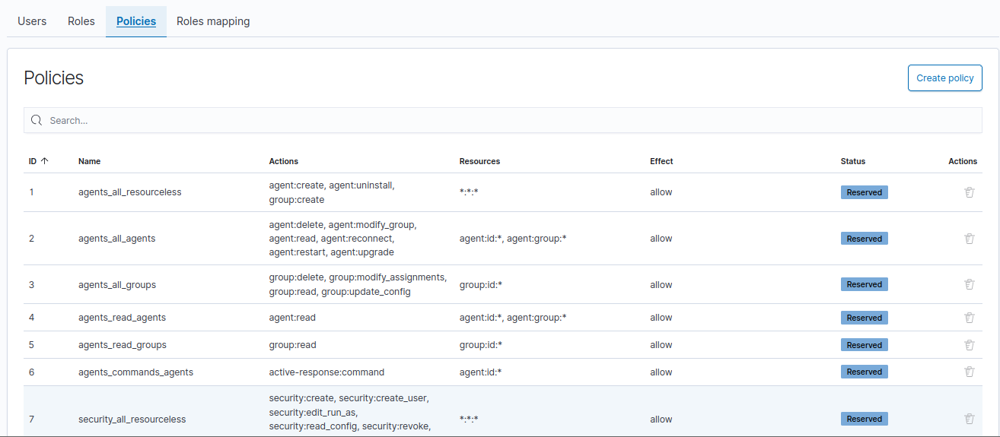 Users Roles Policies Roles mapping
Policies
Create policy
Search...
ID Name Actions Resources Effect Status Actions
1 agents_all_resourceless agent:create, agent:uninstall, group:create *:*:* allow Reserved
2 agents_all_agents agent:delete, agent:modify_group, agent:read, agent:reconnect, agent:restart, agent:upgrade agent:id:*, agent:group:* allow Reserved
3 agents_all_groups group:delete, group:modify_assignments, group:read, group:update_config group:id:* allow Reserved
4 agents_read_agents agent:read agent:id:*, agent:group:* allow Reserved
5 agents_read_groups group:read group:id:* allow Reserved
6 agents_commands_agents active-response:command agent:id:* allow Reserved
7 security_all_resourceless security:create, security:create_user, security:edit_run_as, security:read_config, security:revoke, *:*:* allow Reserved